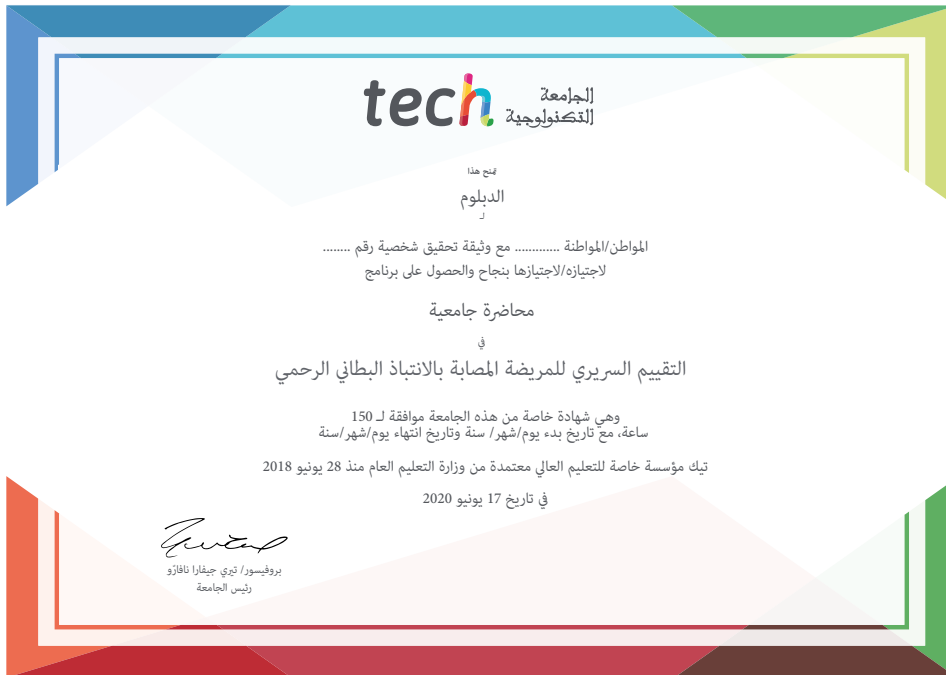 tech الجامعة
التكنولوجية
يمنح هذا
الدبلوم
لـ
المواطن/المواطنة ............. مع وثيقة تحقيق شخصية رقم ........
لاجتيازه/لاجتيازها بنجاح والحصول على برنامج
محاضرة جامعية
في
التقييم السريري للمريضة المصابة بالانتباذ البطاني الرحمي
وهي شهادة خاصة من هذه الجامعة موافقة لـ 150
ساعة، مع تاريخ بدء يوم/شهر/ سنة وتاريخ انتهاء يوم/شهر/سنة
تيك مؤسسة خاصة للتعليم العالي معتمدة من وزارة التعليم العام منذ 28 يونيو 2018
في تاريخ 17 يونيو 2020
بروفيسور/ تيري جيفارا نافارّو
رئيس الجامعة